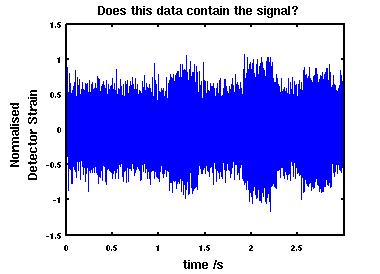 Does this data contain the signal?
1.5
1
0.5
0
-0.5
-1
-1.5
Normalised
Detector Strain
0 0.5 1 1.5 2 2.5
time /s